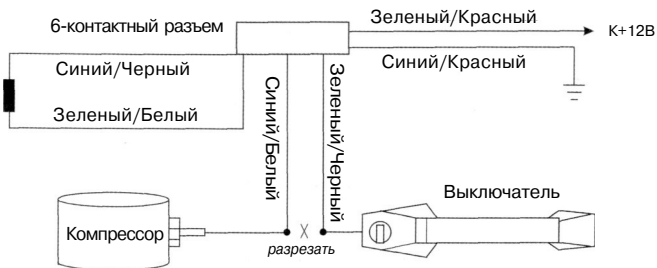 Зеленый/Красный
6-контактный разъем
К+12В
Синий/Черный
Синий/Красный
Зеленый/Белый
Синий/Белый
Зеленый/Черный
Выключатель
Компрессор
разрезать